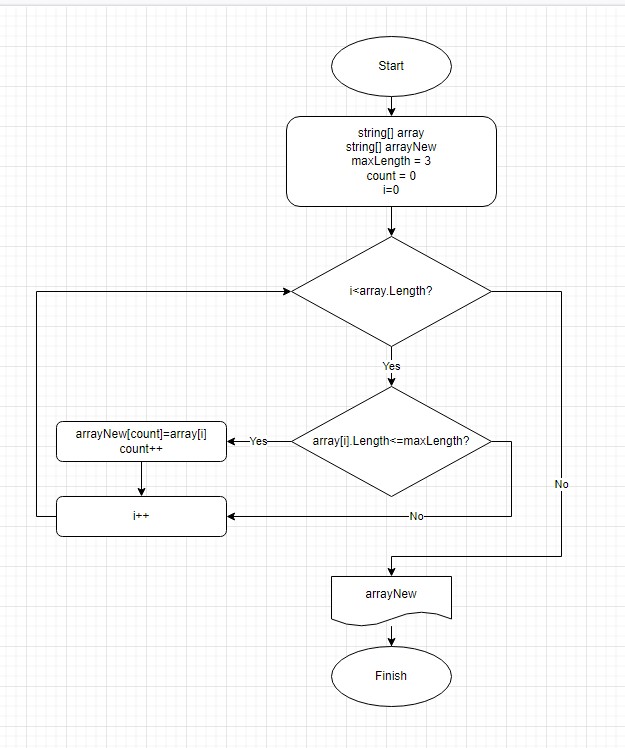 Start
string[] array
string[] arrayNew
maxLength = 3
count = 0
i=0
i<array.Length?
Yes
array[i].Length<=maxLength?
Yes
arrayNew[count]=array[i]
count++
No
i++
No
arrayNew
Finish